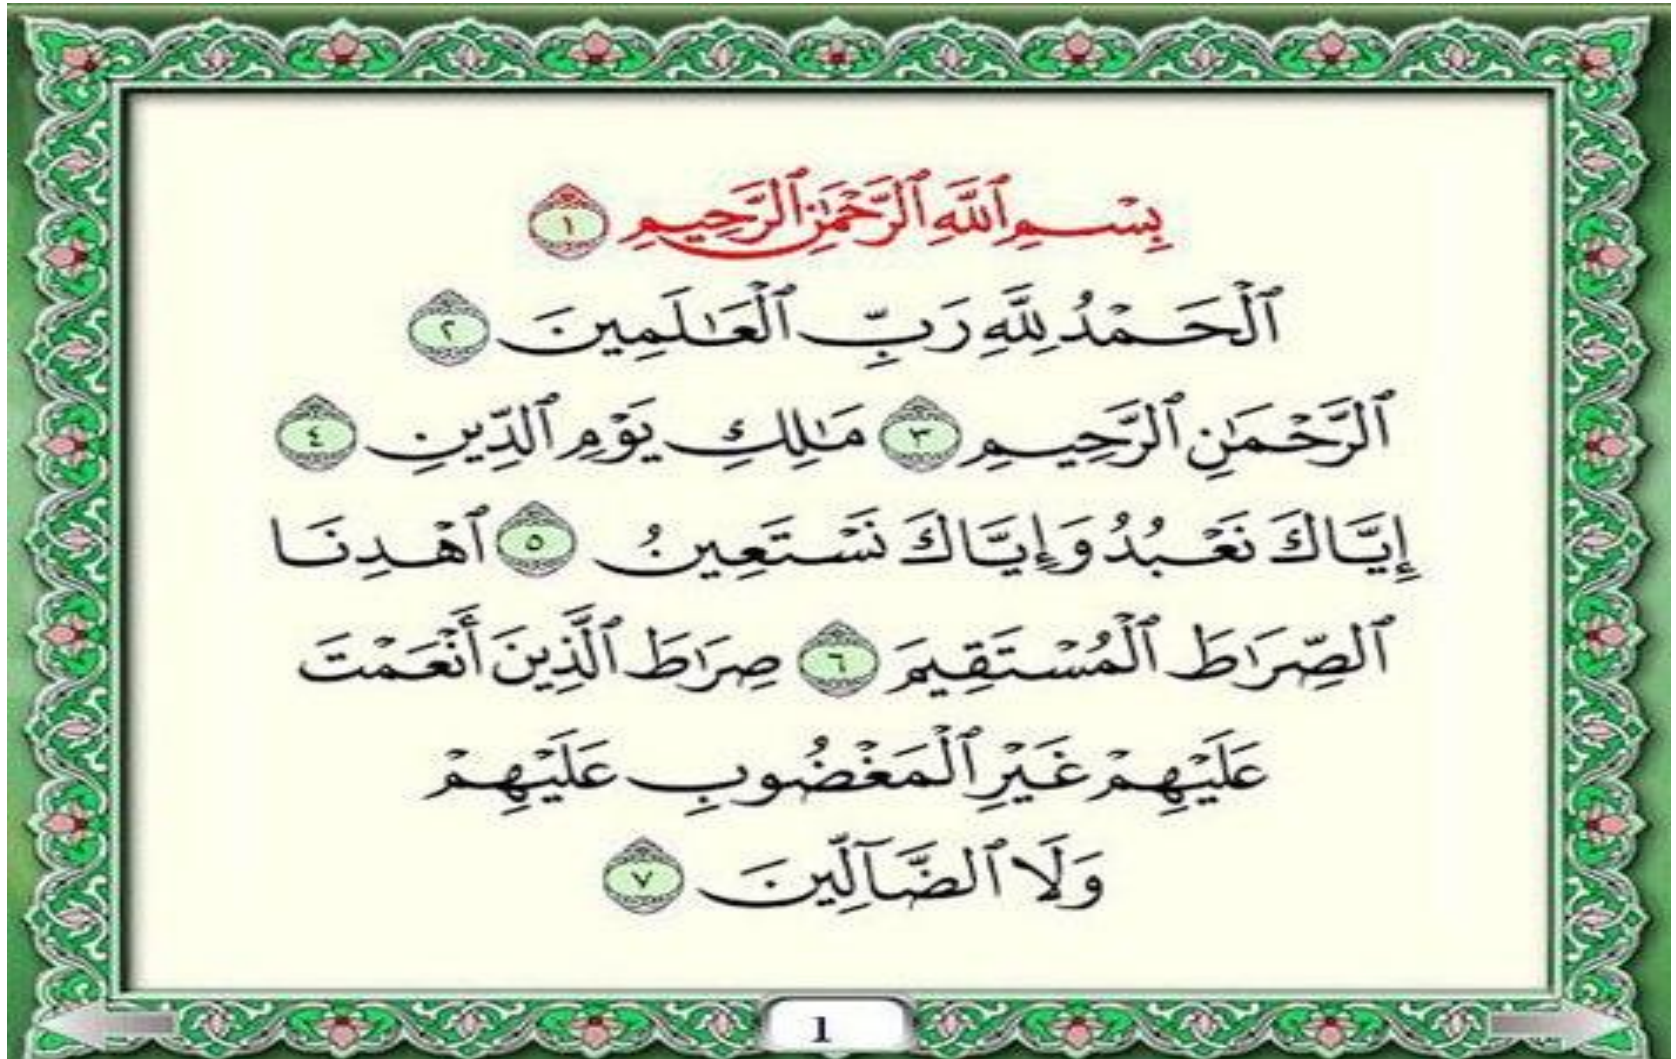 بِسْمِ ٱللَّهِ ٱلرَّحْمَٰنِ ٱلرَّحِيمِ ١
ٱلْحَمْدُ لِلَّهِ رَبِّ ٱلْعَٰلَمِينَ ٢
ٱلرَّحْمَٰنِ ٱلرَّحِيمِ ٣ مَٰلِكِ يَوْمِ ٱلدِّينِ ٤
إِيَّاكَ نَعْبُدُ وَإِيَّاكَ نَسْتَعِينُ ٥ ٱهْدِنَا
ٱلصِّرَٰطَ ٱلْمُسْتَقِيمَ ٦ صِرَٰطَ ٱلَّذِينَ أَنْعَمْتَ
عَلَيْهِمْ غَيْرِ ٱلْمَغْضُوبِ عَلَيْهِمْ
وَلَا ٱلضَّآلِّينَ ٧
1